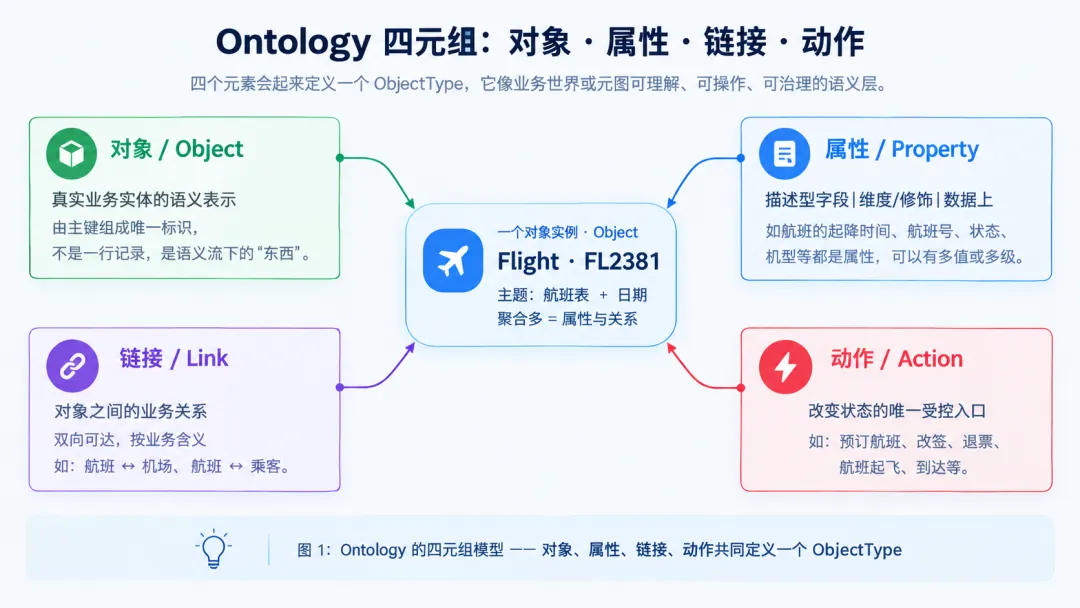 Ontology 四元组：对象 · 属性 · 链接 · 动作
四个元素会起来定义一个 ObjectType，它像业务世界或元图可理解、可操作、可治理的语义层。
对象 / Object
真实业务实体的语义表示
由主键组成唯一标识，
不是一行记录，是语义流下的“东西”。
属性 / Property
描述型字段 | 维度/修饰 | 数据上
如航班的起降时间、航班号、状态、
机型等都是属性，可以有多值或多级。
一个对象实例 · Object
Flight · FL2381
主题：航班表 + 日期
聚合多 = 属性与关系
链接 / Link
对象之间的业务关系
双向可达，按业务含义
如：航班 ↔ 机场、航班 ↔ 乘客。
动作 / Action
改变状态的唯一受控入口
如：预订航班、改签、退票、
航班起飞、到达等。
图 1：Ontology 的四元组模型 —— 对象、属性、链接、动作共同定义一个 ObjectType